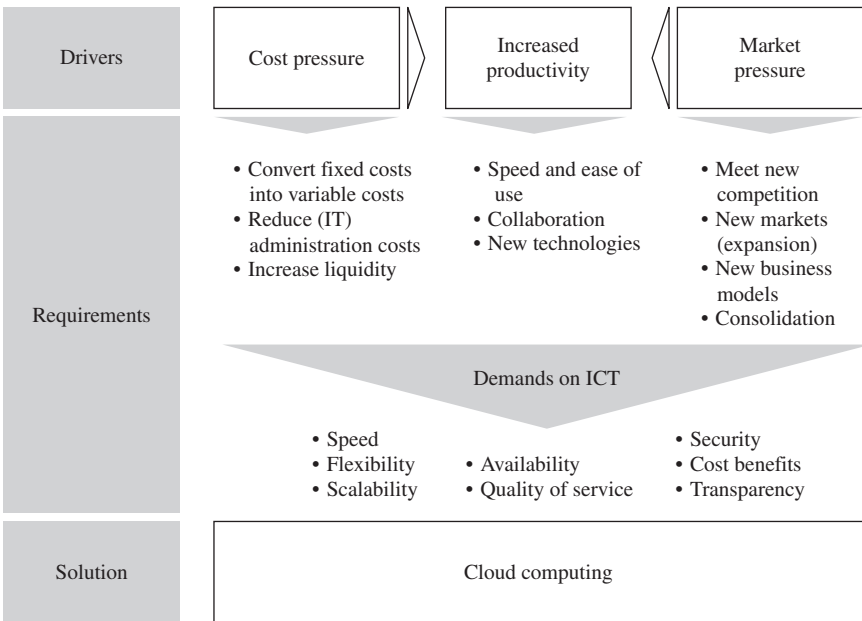 Drivers
Cost pressure
Increased
productivity
Market
pressure
Requirements
• Convert fixed costs
into variable costs
• Reduce (IT)
administration costs
• Increase liquidity
• Speed and ease of
use
• Collaboration
• New technologies
• Meet new
competition
• New markets
(expansion)
• New business
models
• Consolidation
Demands on ICT
• Speed
• Flexibility
• Scalability
• Availability
• Quality of service
• Security
• Cost benefits
• Transparency
Solution
Cloud computing